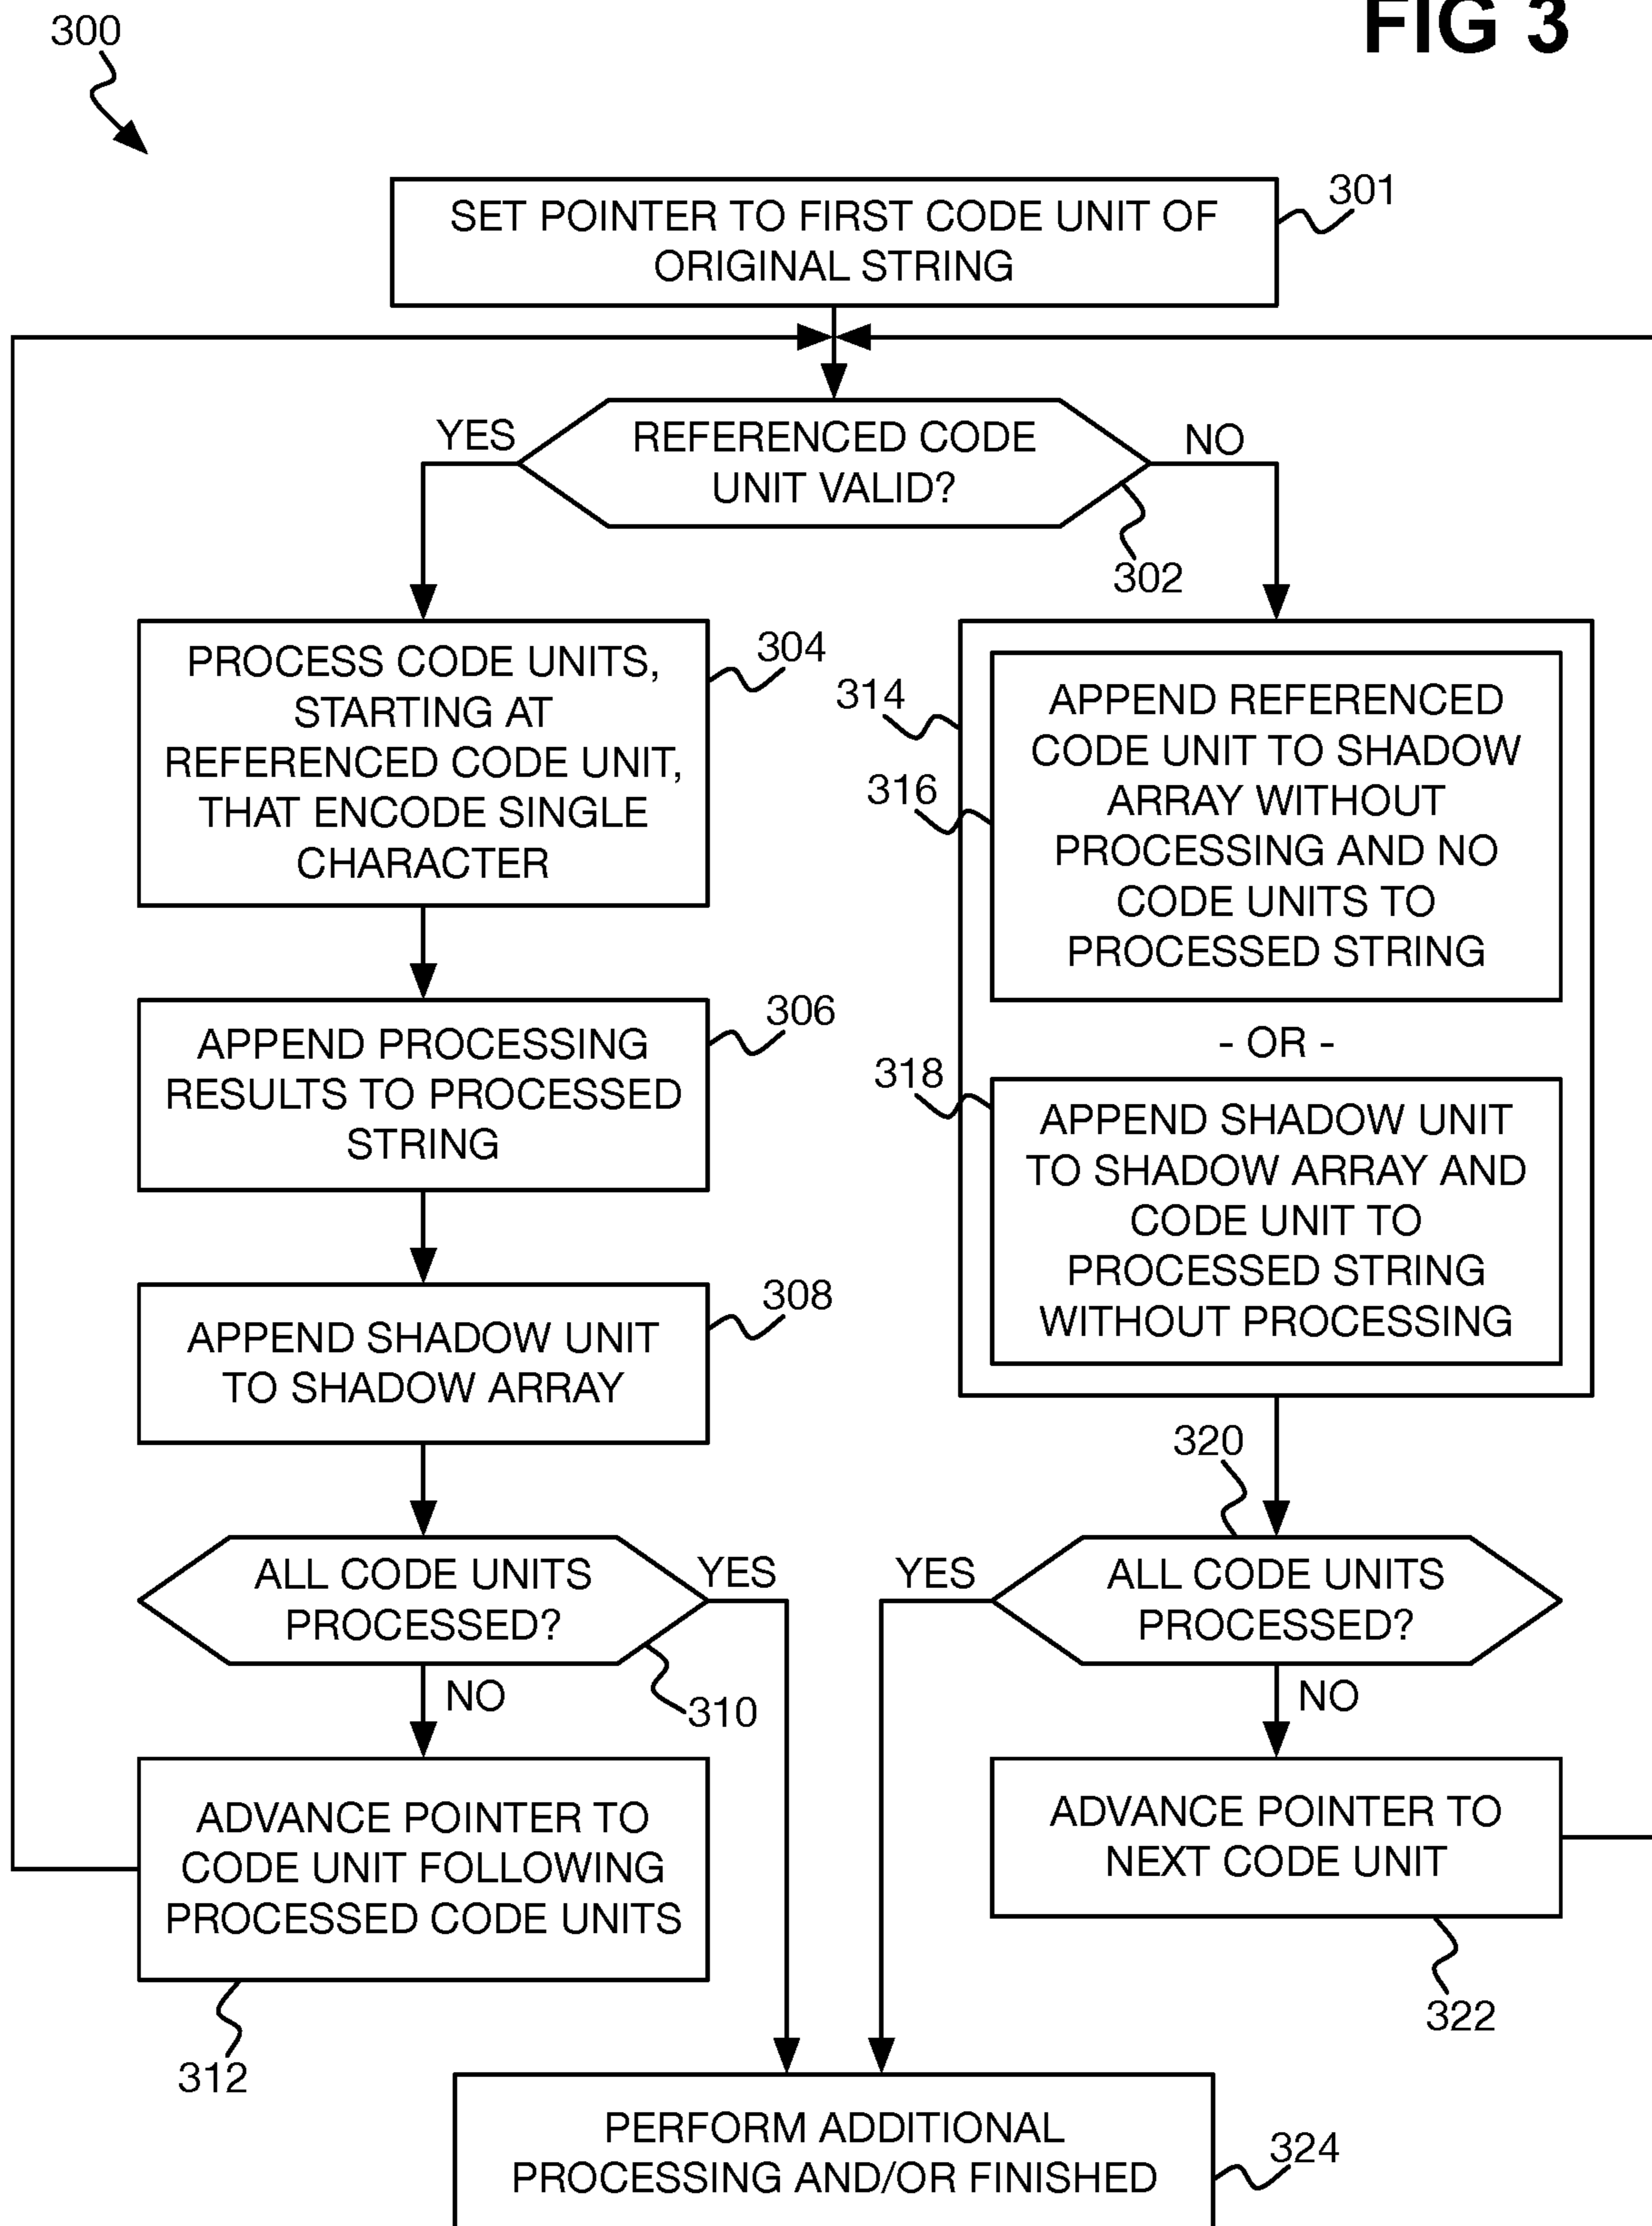 FIG 3
300
SET POINTER TO FIRST CODE UNIT OF
ORIGINAL STRING
301
YES
REFERENCED CODE
UNIT VALID?
NO
302
PROCESS CODE UNITS,
STARTING AT
REFERENCED CODE UNIT,
THAT ENCODE SINGLE
CHARACTER
304
APPEND PROCESSING
RESULTS TO PROCESSED
STRING
306
APPEND SHADOW UNIT
TO SHADOW ARRAY
308
ALL CODE UNITS
PROCESSED?
YES
310
NO
ADVANCE POINTER TO
CODE UNIT FOLLOWING
PROCESSED CODE UNITS
312
314
316
APPEND REFERENCED
CODE UNIT TO SHADOW
ARRAY WITHOUT
PROCESSING AND NO
CODE UNITS TO
PROCESSED STRING
- OR -
318
APPEND SHADOW UNIT
TO SHADOW ARRAY AND
CODE UNIT TO
PROCESSED STRING
WITHOUT PROCESSING
320
YES
ALL CODE UNITS
PROCESSED?
NO
ADVANCE POINTER TO
NEXT CODE UNIT
322
PERFORM ADDITIONAL
PROCESSING AND/OR FINISHED
324